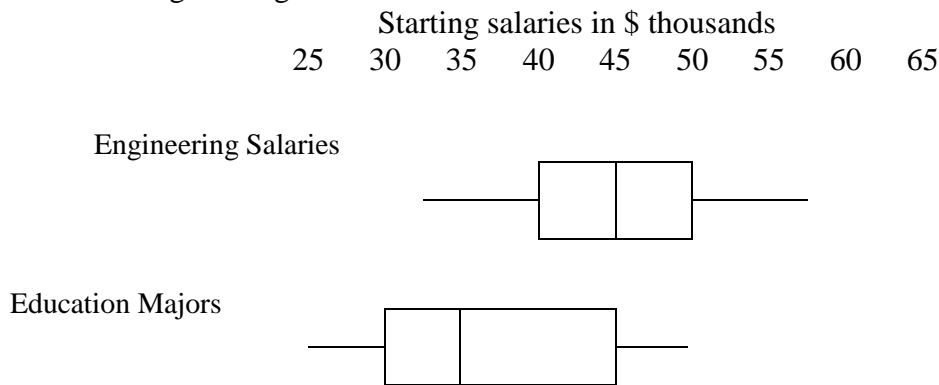 Starting salaries in $ thousands
25 30 35 40 45 50 55 60 65
Engineering Salaries
Education Majors